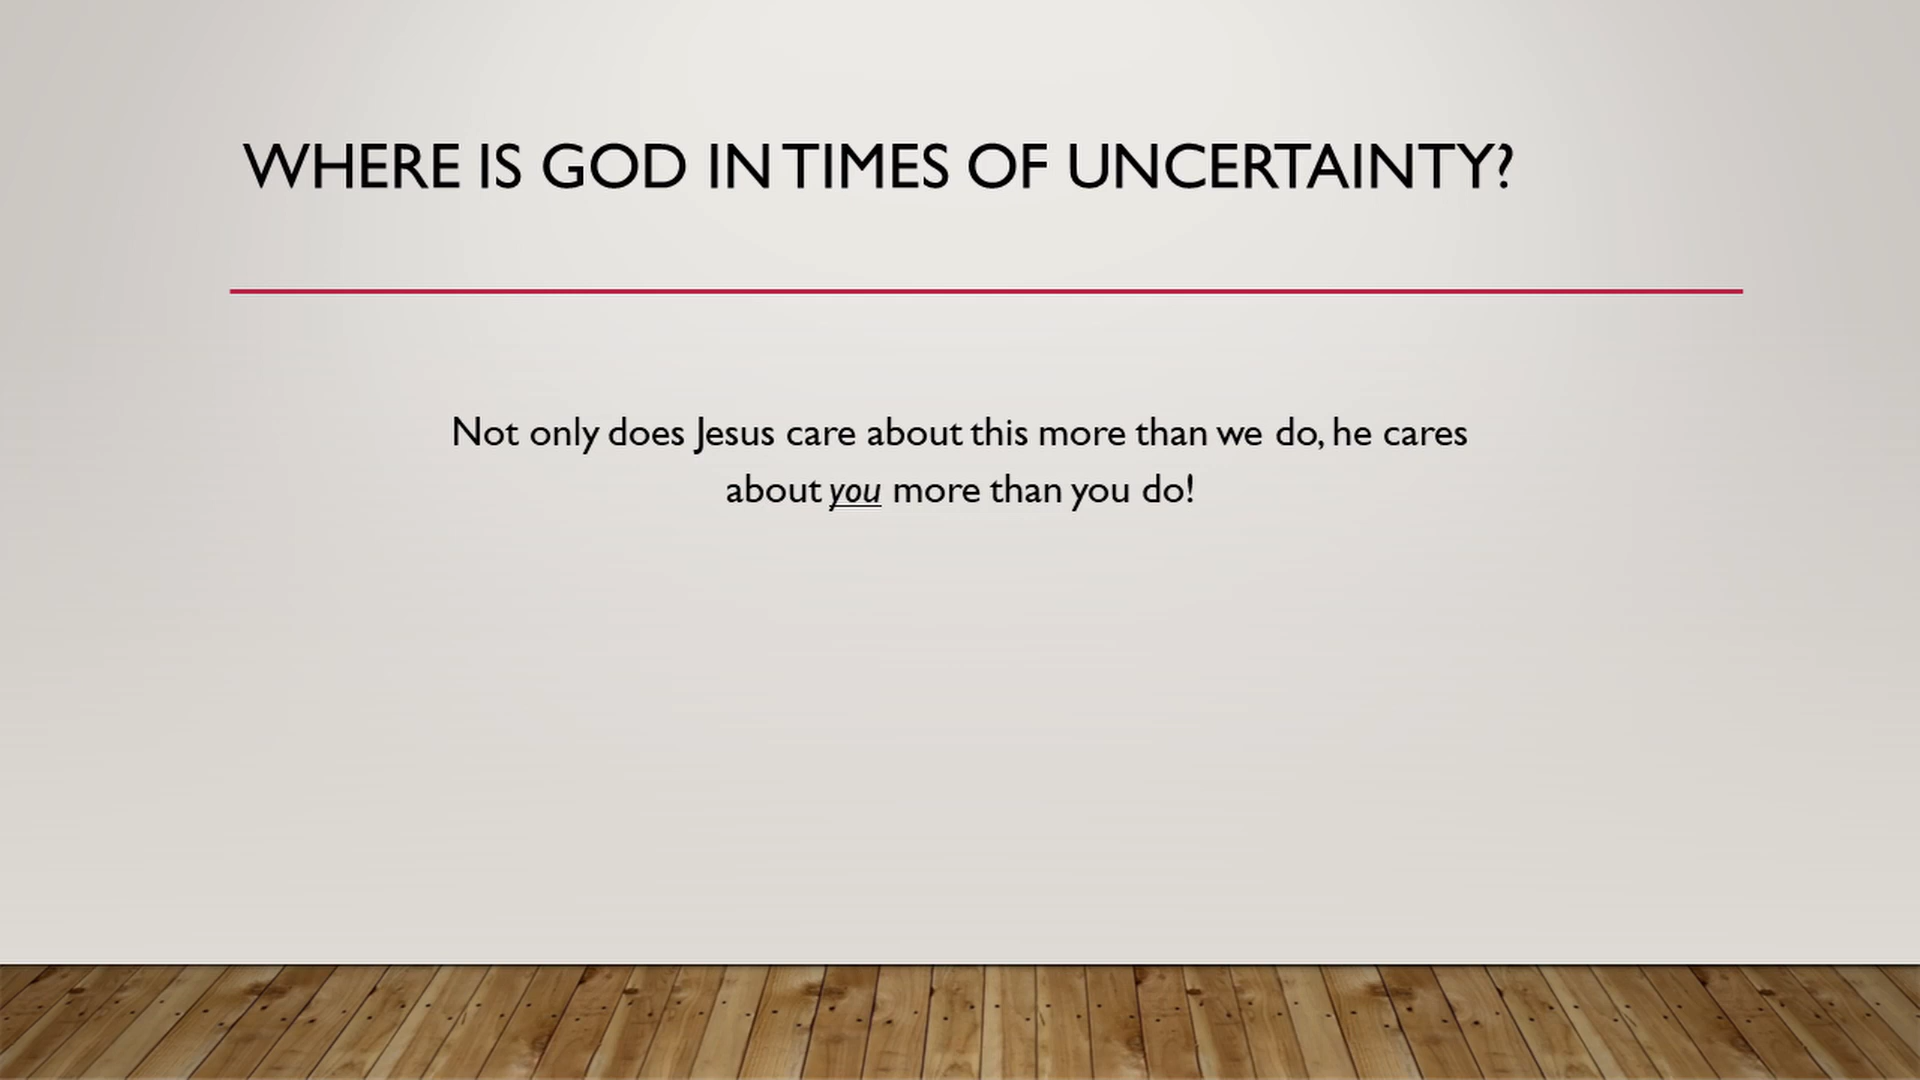 WHERE IS GOD IN TIMES OF UNCERTAINTY?
Not only does Jesus care about this more than we do, he cares
about you more than you do!